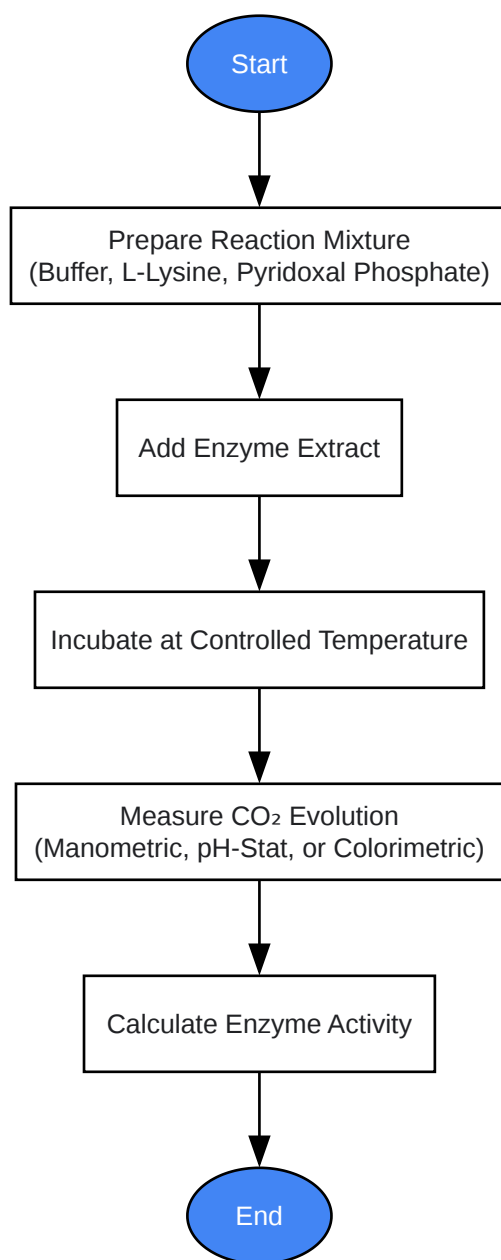 Start
Prepare Reaction Mixture
(Buffer, L-Lysine, Pyridoxal Phosphate)
Add Enzyme Extract
Incubate at Controlled Temperature
Measure CO₂ Evolution
(Manometric, pH-Stat, or Colorimetric)
Calculate Enzyme Activity
End